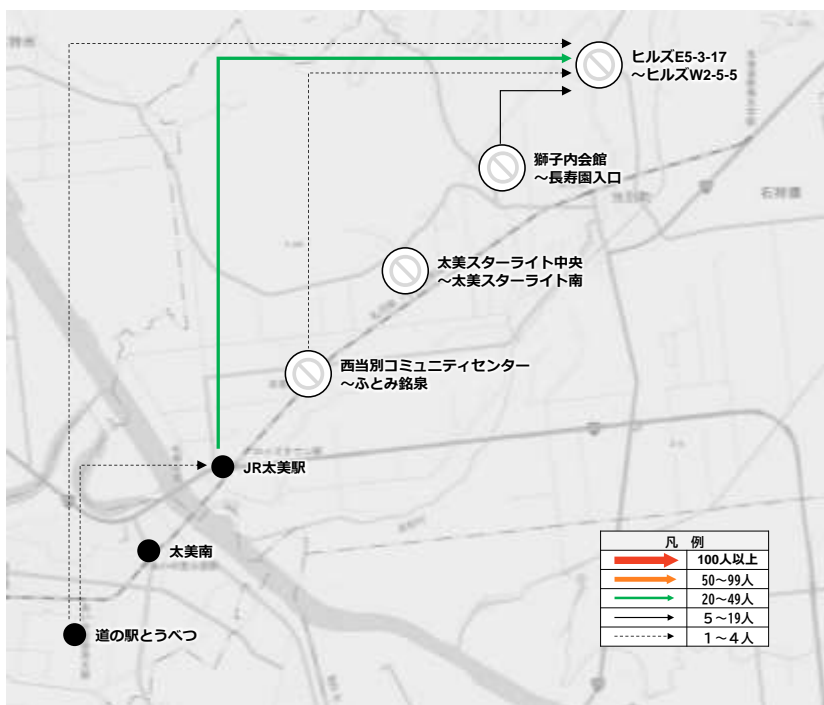 ヒルズE5-3-17
～ヒルズW2-5-5
獅子内会館
～長寿園入口
太美スターライト中央
～太美スターライト南
西当別コミュニティセンター
～ふとみ銘泉
JR太美駅
太美南
道の駅とうべつ
凡 例
100人以上
50～99人
20～49人
５～19人
１～４人